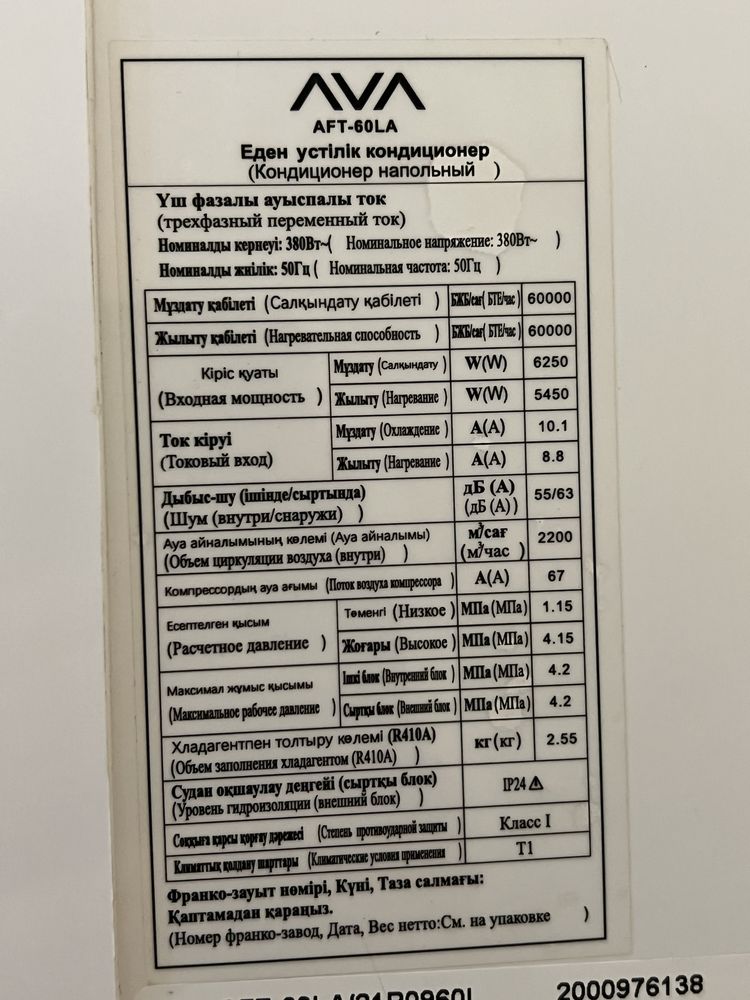 AVA
AFT-60LA
Еден үстілік кондиционер
(Кондиционер напольный )
Үш фазалы ауыспалы ток
(трехфазный переменный ток)
Номиналды кернеуі: 380Вт~( Номинальное напряжение: 380Вт~ )
Номиналды жиілік: 50Гц ( Номинальная частота: 50Гц )
Мұздату қабілеті (Салқындату қабілеті ) БЖБ/сағ( БТЕ/час) 60000
Жылыту қабілеті (Нагревательная способность ) БЖБ/сағ( БТЕ/час) 60000
Кіріс қуаты
(Входная мощность )
Мұздату (Салқындату ) W(W) 6250
Жылыту (Нагревание ) W(W) 5450
Ток кіруі
(Токовый вход)
Мұздату (Охлаждение ) А(А) 10.1
Жылыту (Нагревание ) А(А) 8.8
Дыбыс-шу (ішінде/сыртында)
(Шум (внутри/снаружи) )
дБ (А)
(дБ (А) )
55/63
Ауа айналымының көлемі (Ауа айналымы)
(Объем циркуляции воздуха (внутри) )
м³/сағ
(м³/час )
2200
Компрессордың ауа ағымы (Поток воздуха компрессора ) А(А) 67
Есептелген қысым
(Расчетное давление )
Төменгі (Низкое ) МПа (МПа) 1.15
Жоғары (Высокое ) МПа (МПа) 4.15
Максимал жұмыс қысымы
(Максимальное рабочее давление )
Ішкі блок (Внутренний блок ) МПа (МПа) 4.2
Сыртқы блок (Внешний блок ) МПа (МПа) 4.2
Хладагентпен толтыру көлемі (R410A)
(Объем заполнения хладагентом (R410A) )
кг (кг) 2.55
Судан оқшаулау деңгейі (сыртқы блок)
(Уровень гидроизоляции (внешний блок) )
IP24
Соққыға қарсы қорғау дәрежесі (Степень противоударной защиты ) Класс I
Климаттық қолдану шарттары (Климатические условия применения ) Т1
Франко-зауыт нөмірі, Күні, Таза салмағы:
Қаптамадан қараңыз.
(Номер франко-завод, Дата, Вес нетто:См. на упаковке )
2000976138